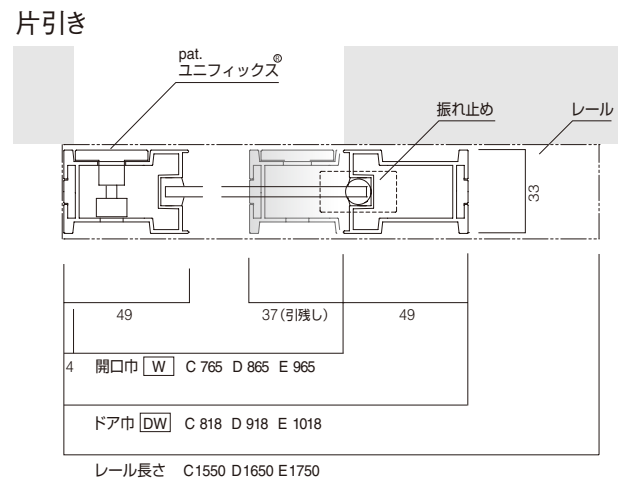 片引き
pat.
ユニフィックス®
振れ止め
レール
33
49
37(引残し)
49
4
開口巾 W C 765 D 865 E 965
ドア巾 DW C 818 D 918 E 1018
レール長さ C1550 D1650 E1750